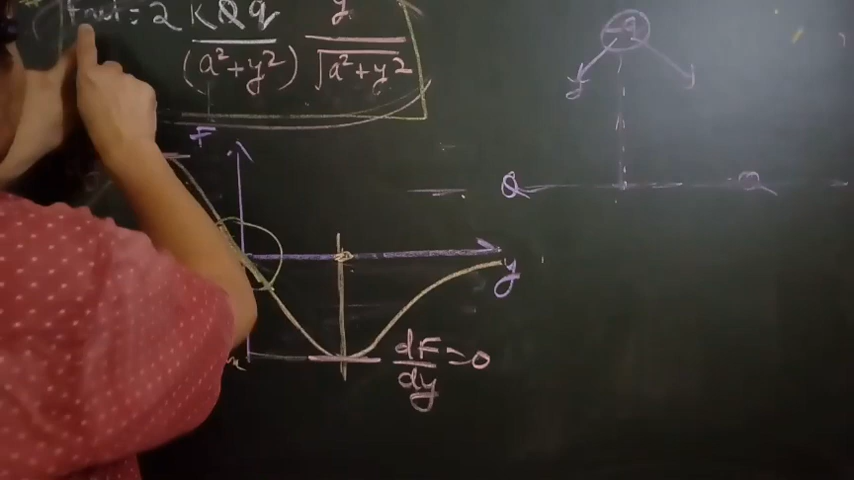 Fnet = 2 KQq/(a²+y²) y/√(a²+y²)
-q
F
Q Q
y
dF/dy = 0